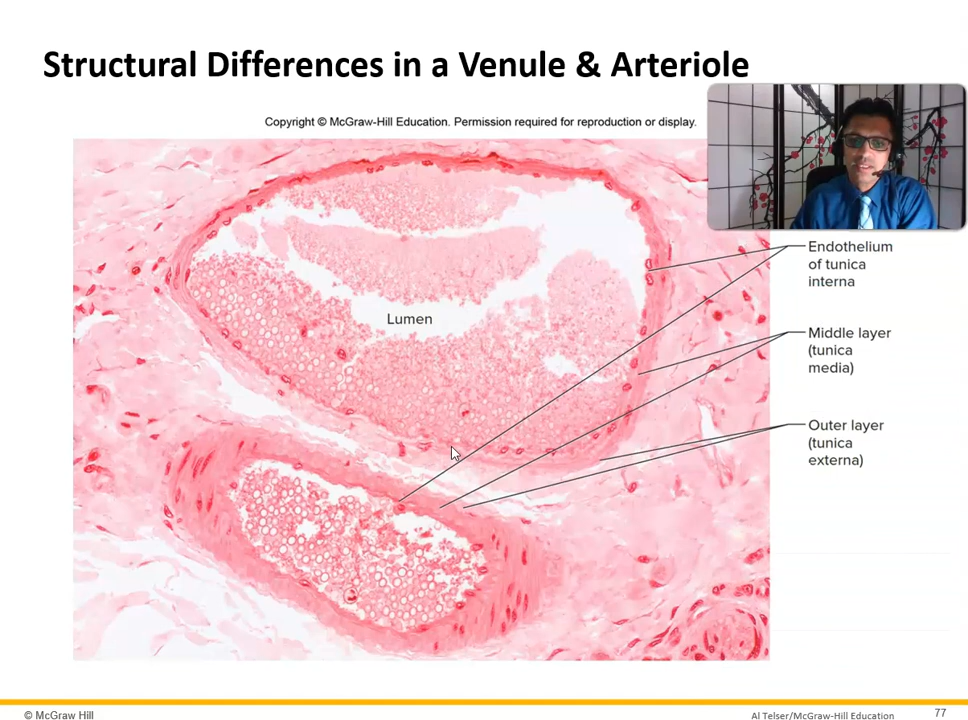 Structural Differences in a Venule & Arteriole
Copyright © McGraw-Hill Education. Permission required for reproduction or display.
Endothelium
of tunica
interna
Lumen
Middle layer
(tunica
media)
Outer layer
(tunica
externa)
© McGraw Hill
Al Telser/McGraw-Hill Education
77